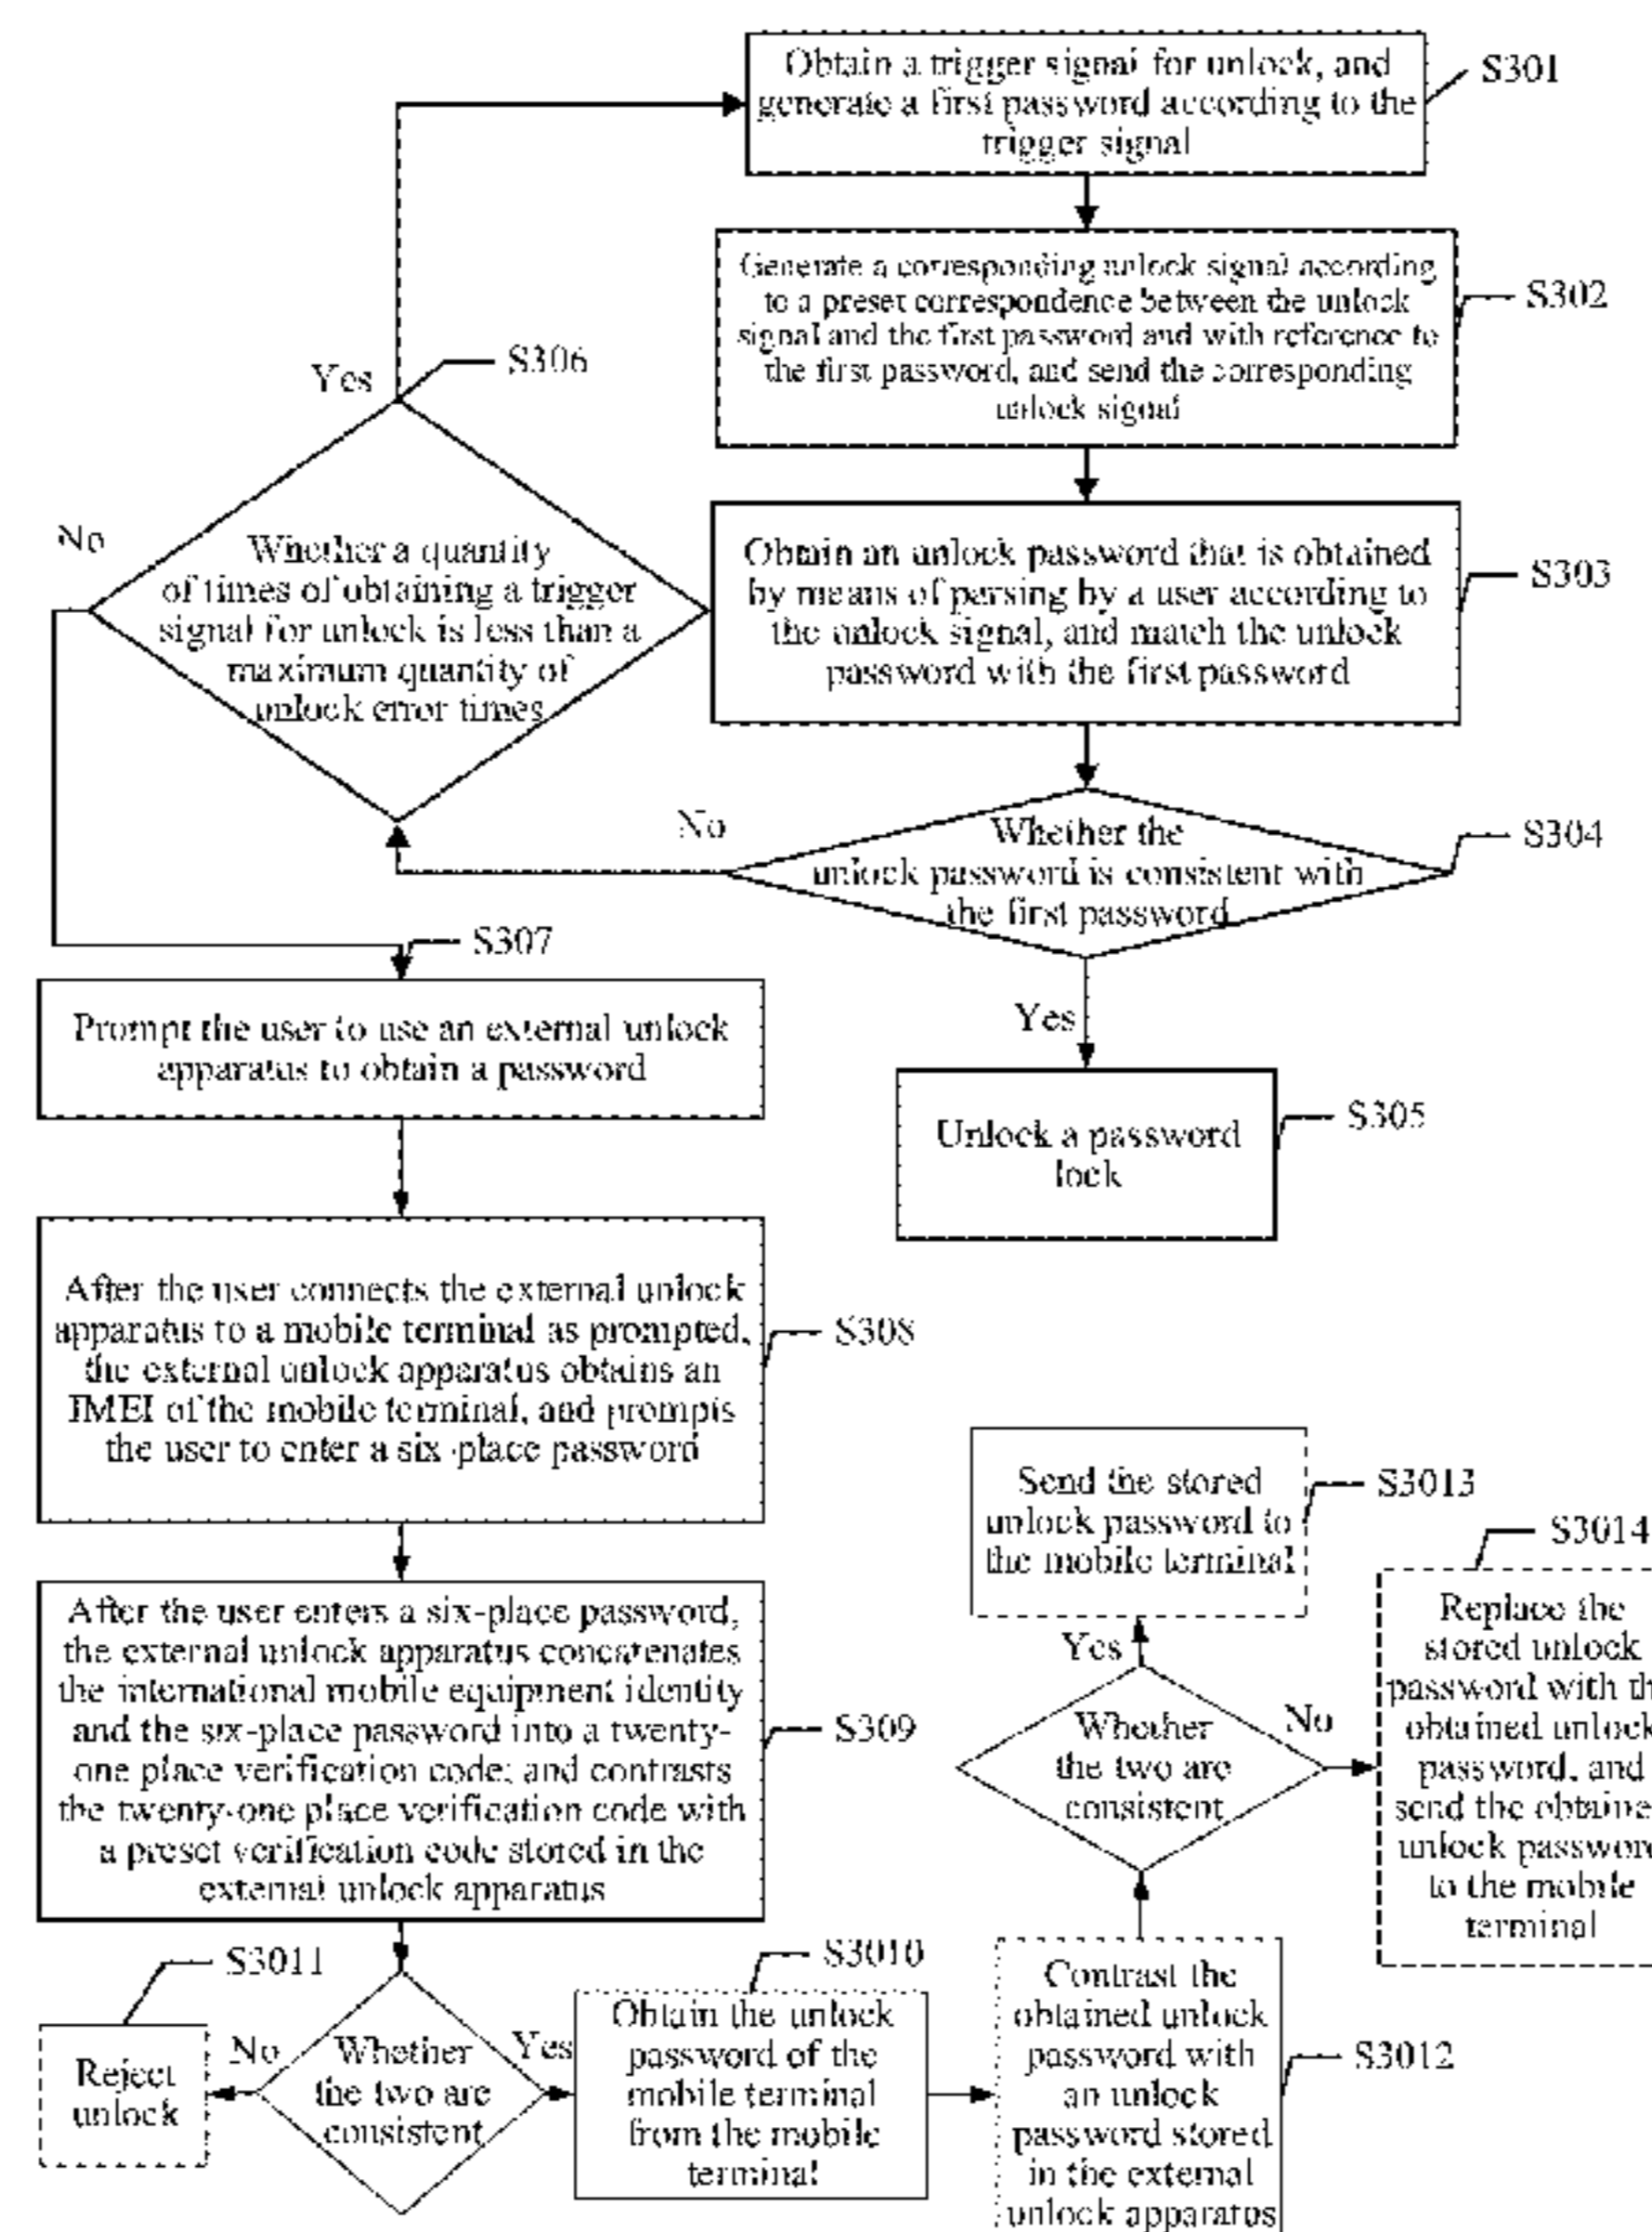 Obtain a trigger signal for unlock, and
generate a first password according to the
trigger signal
S301
Generate a corresponding unlock signal according
to a preset correspondence between the unlock
signal and the first password and with reference to
the first password, and send the corresponding
unlock signal
S302
Yes
S306
No
Whether a quantity
of times of obtaining a trigger
signal for unlock is less than a
maximum quantity of
unlock error times
Obtain an unlock password that is obtained
by means of parsing by a user according to
the unlock signal, and match the unlock
password with the first password
S303
No
Whether the
unlock password is consistent with
the first password
S304
Yes
Unlock a password
lock
S305
S307
Prompt the user to use an external unlock
apparatus to obtain a password
After the user connects the external unlock
apparatus to a mobile terminal as prompted,
the external unlock apparatus obtains an
IMEI of the mobile terminal, and prompts
the user to enter a six-place password
S308
After the user enters a six-place password,
the external unlock apparatus concatenates
the international mobile equipment identity
and the six-place password into a twenty-
one place verification code; and contrasts
the twenty-one place verification code with
a preset verification code stored in the
external unlock apparatus
S309
S3011
Reject
unlock
No
Whether
the two are
consistent
Yes
S3010
Obtain the unlock
password of the
mobile terminal
from the mobile
terminal
Contrast the
obtained unlock
password with
an unlock
password stored
in the external
unlock apparatus
S3012
Whether
the two are
consistent
Yes
Send the stored
unlock password to
the mobile terminal
S3013
No
S3014
Replace the
stored unlock
password with th
obtained unlock
password, and
send the obtaine
unlock password
to the mobile
terminal